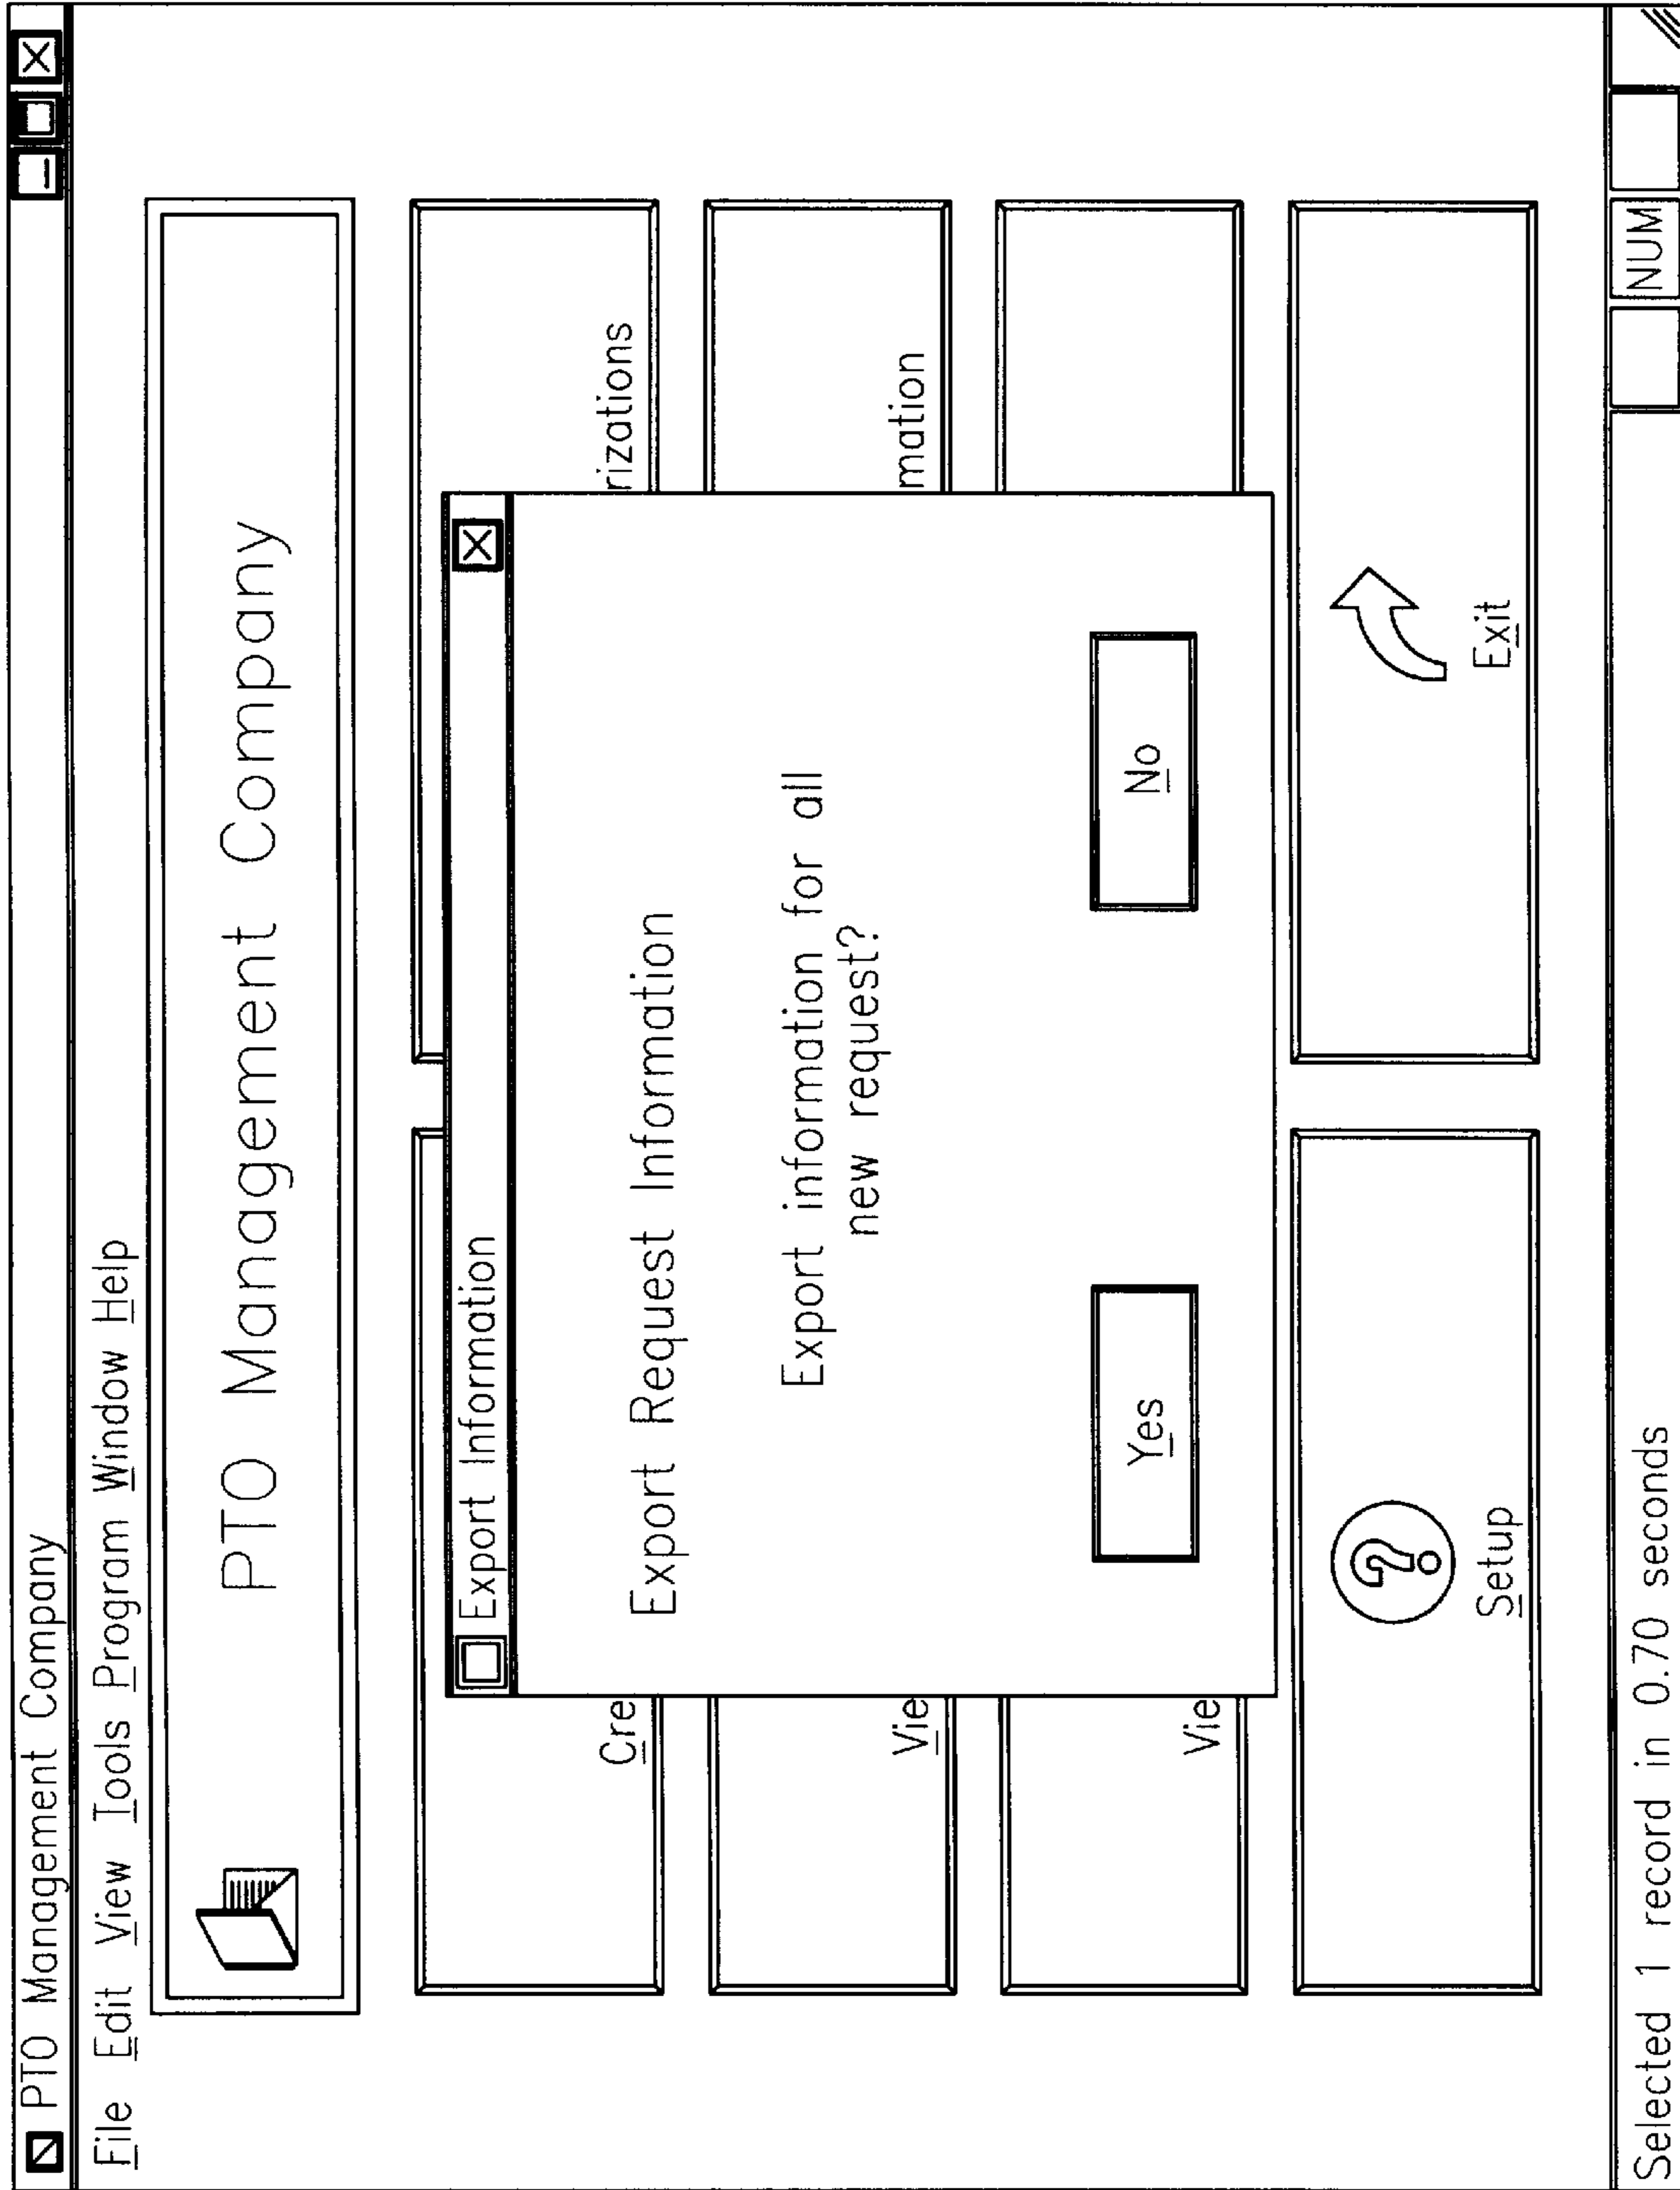 PTO Management Company
File Edit View Tools Program Window Help
PTO Management Company
Cre
rizations
Vie
mation
Vie
Export Information
Export Request Information
Export information for all
new request?
Yes
No
Setup
Exit
Selected 1 record in 0.70 seconds
NUM